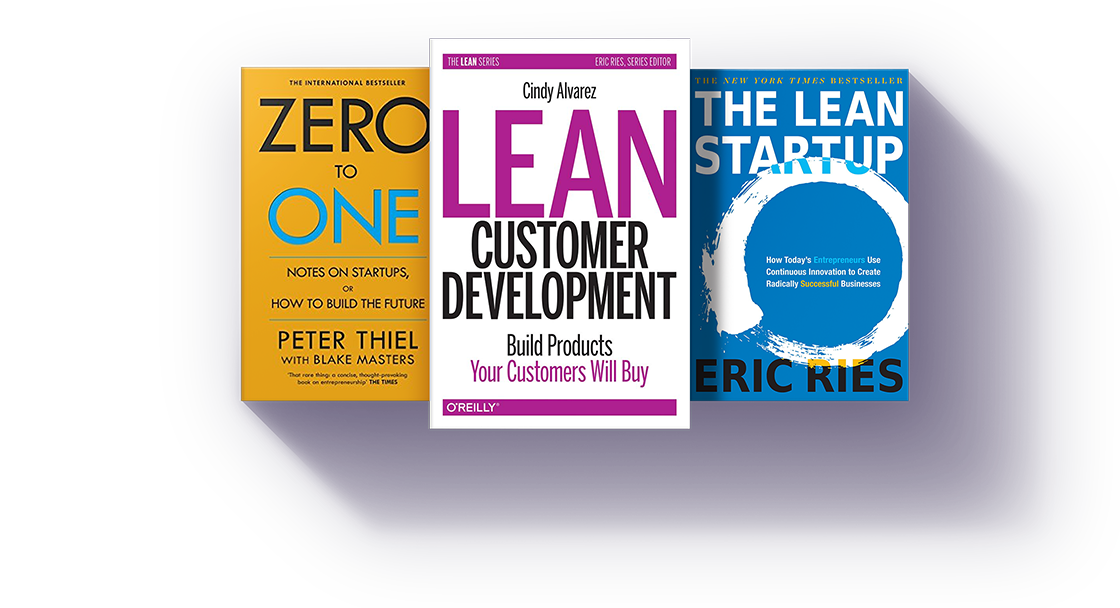 THE INTERNATIONAL BESTSELLER
ZERO
TO
ONE
NOTES ON STARTUPS,
OR
HOW TO BUILD THE FUTURE
PETER THIEL
WITH BLAKE MASTERS
'That rare thing: a concise, thought-provoking
book on entrepreneurship' THE TIMES
THE LEAN SERIES
ERIC RIES, SERIES EDITOR
Cindy Alvarez
LEAN
CUSTOMER
DEVELOPMENT
Build Products
Your Customers Will Buy
O'REILLY®
THE NEW YORK TIMES BESTSELLER
THE LEAN
STARTUP
How Today's Entrepreneurs Use
Continuous Innovation to Create
Radically Successful Businesses
ERIC RIES